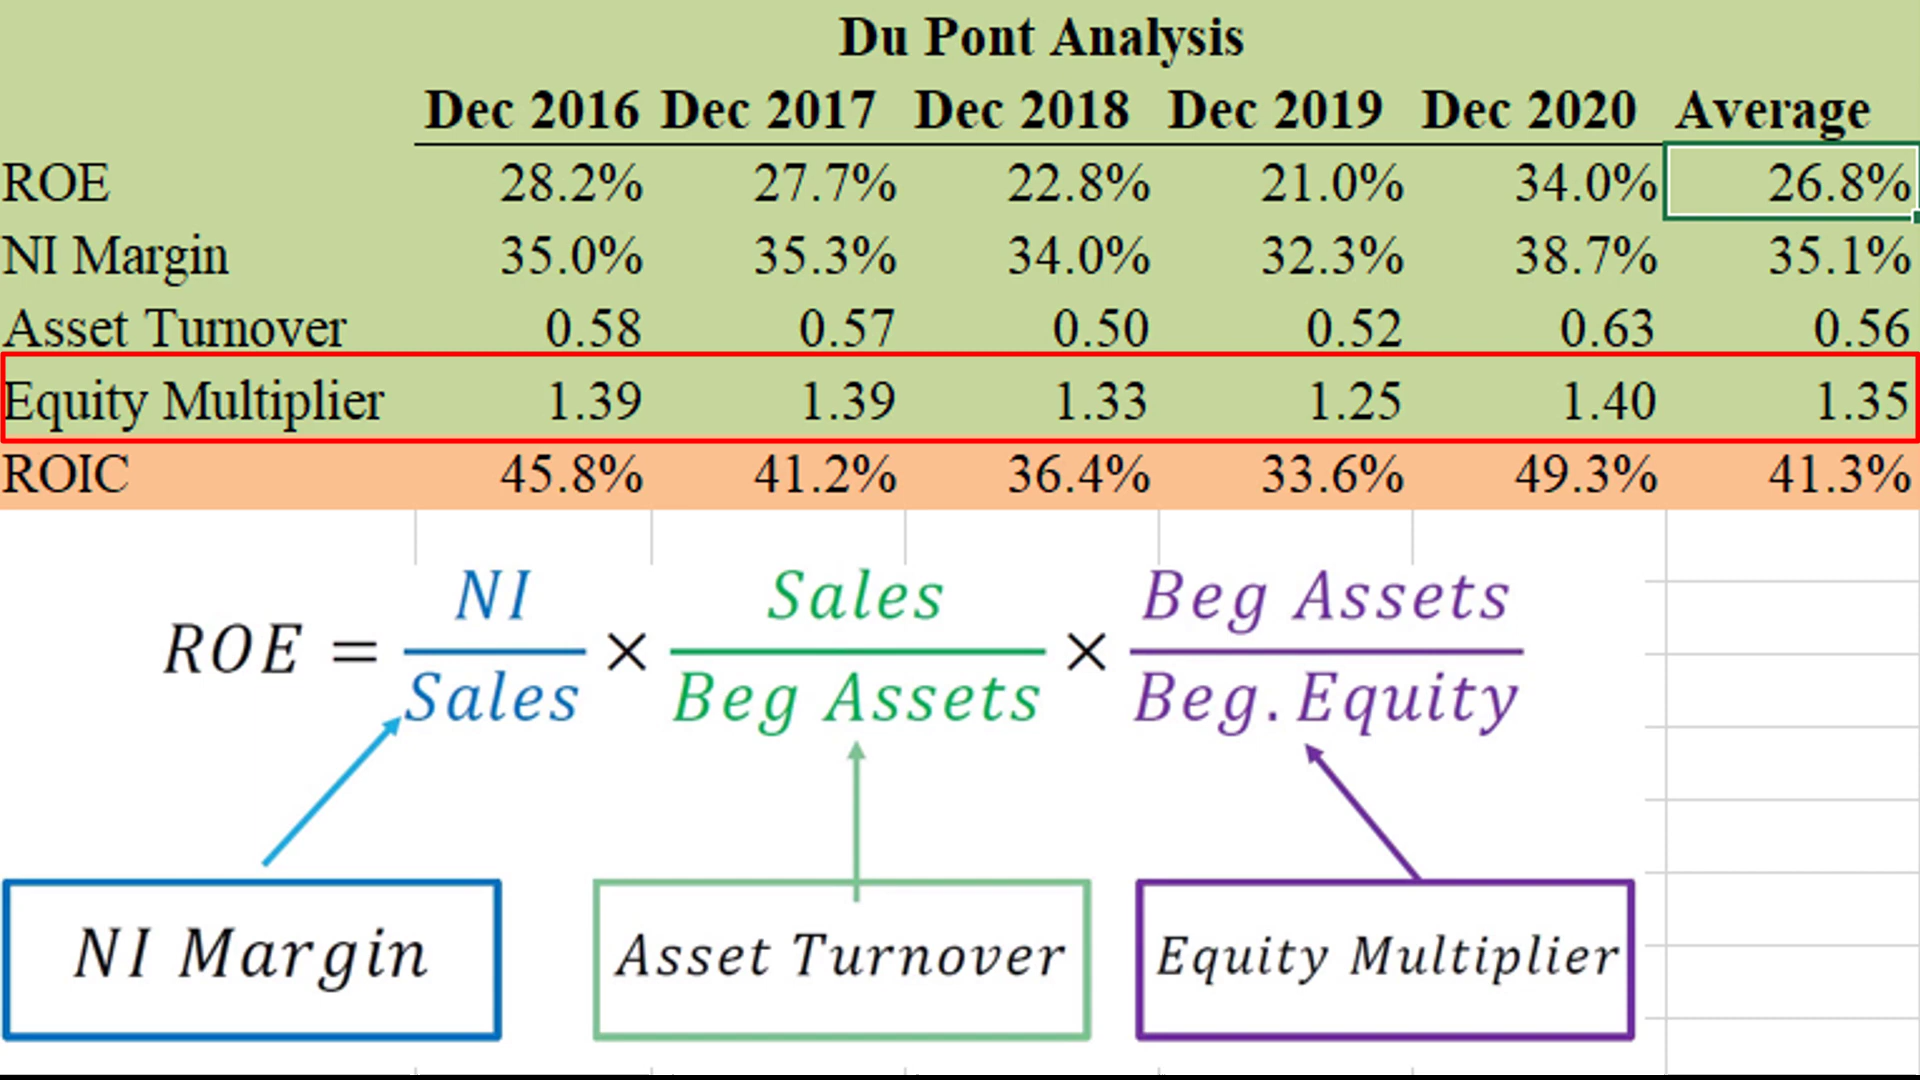 Du Pont Analysis
Dec 2016 Dec 2017 Dec 2018 Dec 2019 Dec 2020 Average
ROE 28.2% 27.7% 22.8% 21.0% 34.0% 26.8%
NI Margin 35.0% 35.3% 34.0% 32.3% 38.7% 35.1%
Asset Turnover 0.58 0.57 0.50 0.52 0.63 0.56
Equity Multiplier 1.39 1.39 1.33 1.25 1.40 1.35
ROIC 45.8% 41.2% 36.4% 33.6% 49.3% 41.3%
NI Sales Beg Assets
ROE = × ×
Sales Beg Assets Beg. Equity
NI Margin Asset Turnover Equity Multiplier